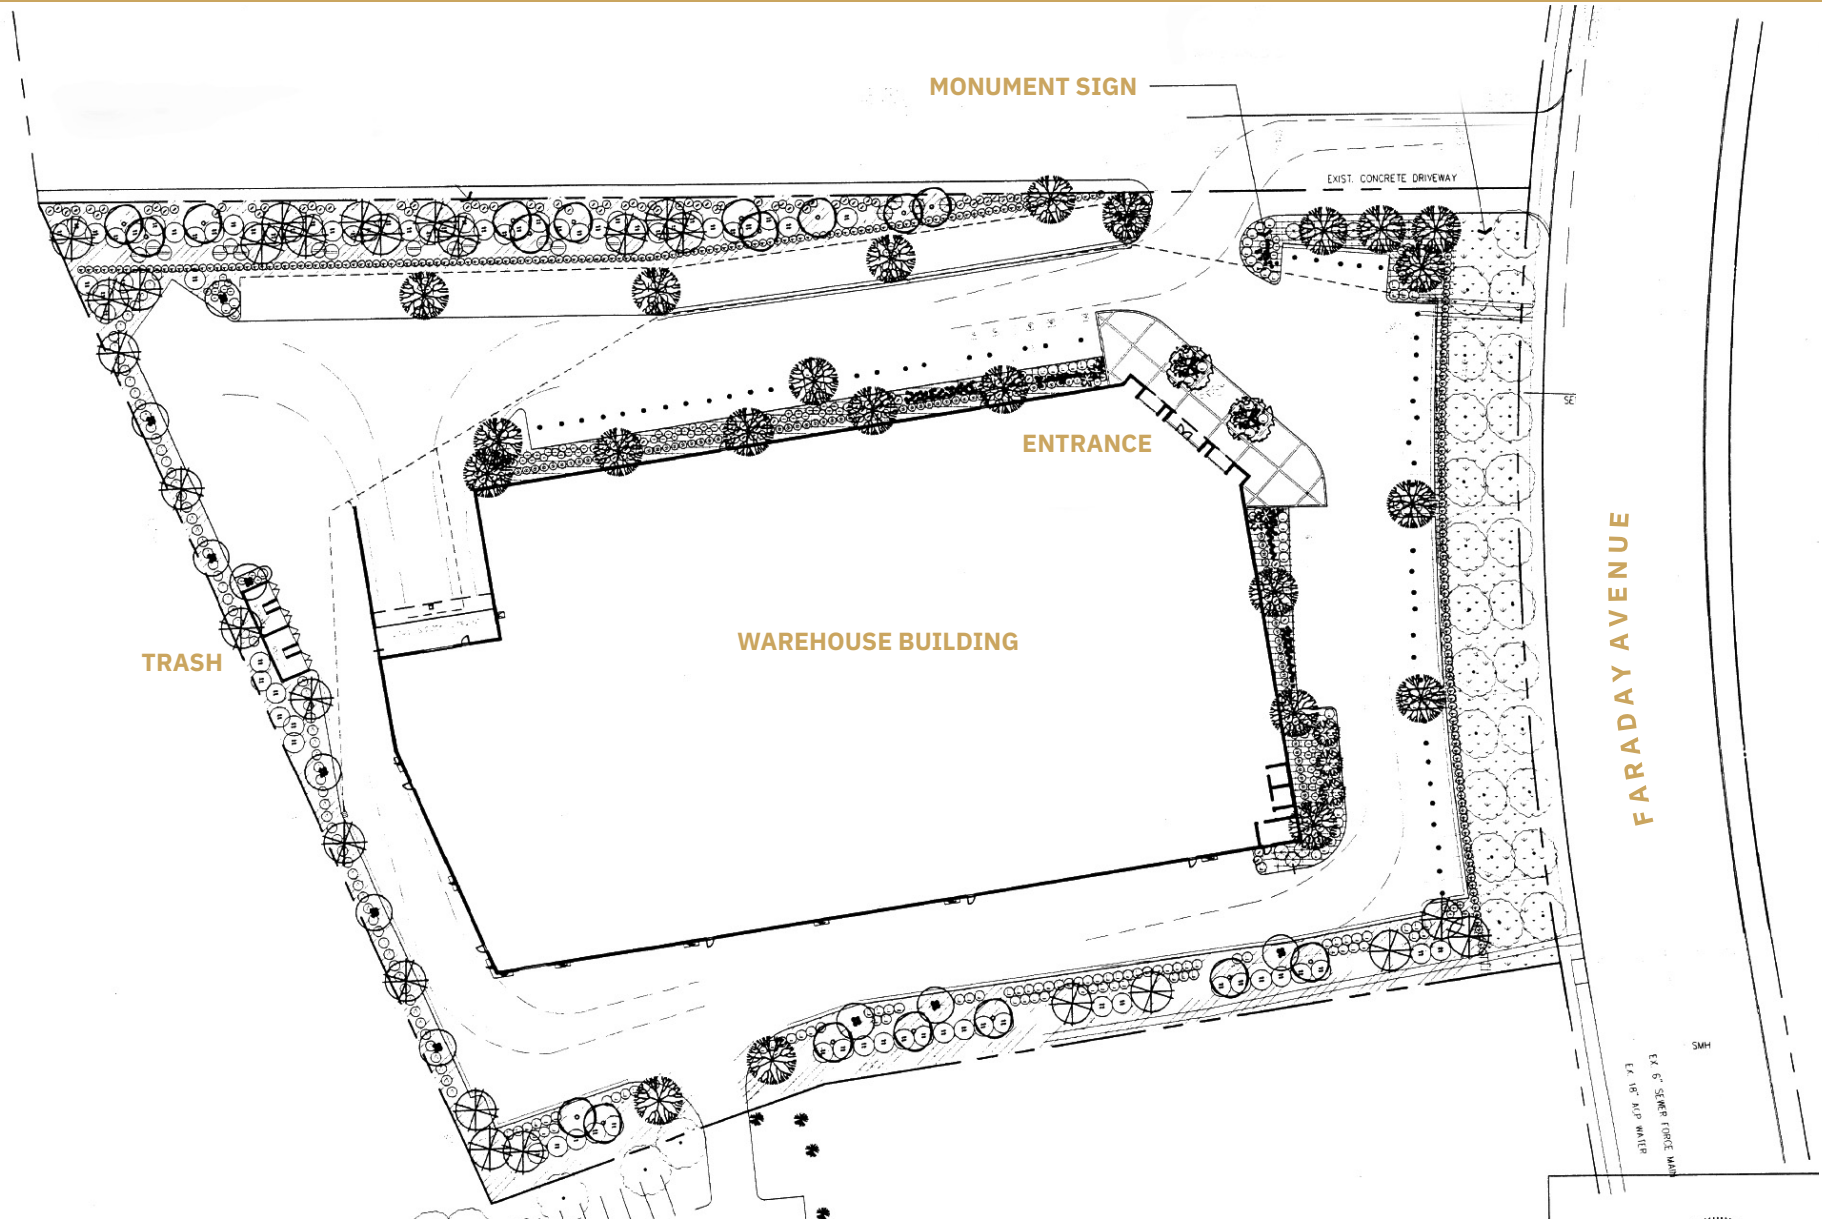 MONUMENT SIGN
EXIST. CONCRETE DRIVEWAY
ENTRANCE
WAREHOUSE BUILDING
TRASH
FARADAY AVENUE
SE
SMH
EX. 6" SEWER FORCE MAIN
EX. 18" ACP WATER